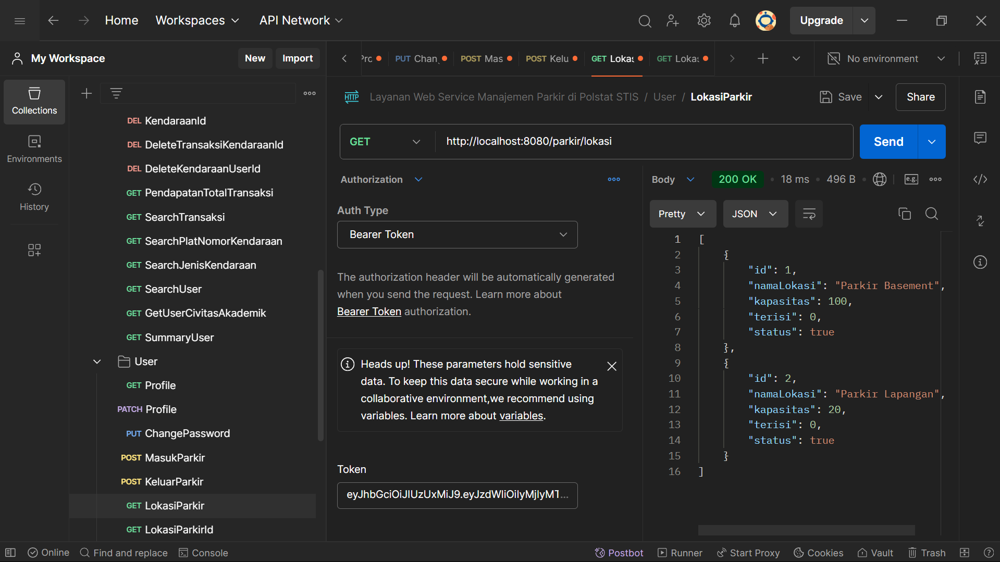 Home
Workspaces
API Network
Upgrade
My Workspace
New
Import
PUT Chan
POST Mas
POST Kelu
GET Lokas
GET Loka
No environment
Collections
Environments
History
DEL KendaraanId
DEL DeleteTransaksiKendaraanId
DEL DeleteKendaraanUserId
GET PendapatanTotalTransaksi
GET SearchTransaksi
GET SearchPlatNomorKendaraan
GET SearchJenisKendaraan
GET SearchUser
GET GetUserCivitasAkademik
GET SummaryUser
User
GET Profile
PATCH Profile
PUT ChangePassword
POST MasukParkir
POST KeluarParkir
GET LokasiParkir
GET LokasiParkirId
HTTP Layanan Web Service Manajemen Parkir di Polstat STIS / User / LokasiParkir
Save
Share
GET
http://localhost:8080/parkir/lokasi
Send
Authorization
Auth Type
Bearer Token
The authorization header will be automatically generated
when you send the request. Learn more about
Bearer Token authorization.
Heads up! These parameters hold sensitive
data. To keep this data secure while working in a
collaborative environment,we recommend using
variables. Learn more about variables.
Token
eyJhbGciOiJIUzUxMiJ9.eyJzdWIiOiIyMjIyMT...
Body
200 OK
18 ms
496 B
e.g.
Pretty
JSON
1 [
2 {
3 "id": 1,
4 "namaLokasi": "Parkir Basement",
5 "kapasitas": 100,
6 "terisi": 0,
7 "status": true
8 },
9 {
10 "id": 2,
11 "namaLokasi": "Parkir Lapangan",
12 "kapasitas": 20,
13 "terisi": 0,
14 "status": true
15 }
16 ]
Online
Find and replace
Console
Postbot
Runner
Start Proxy
Cookies
Vault
Trash